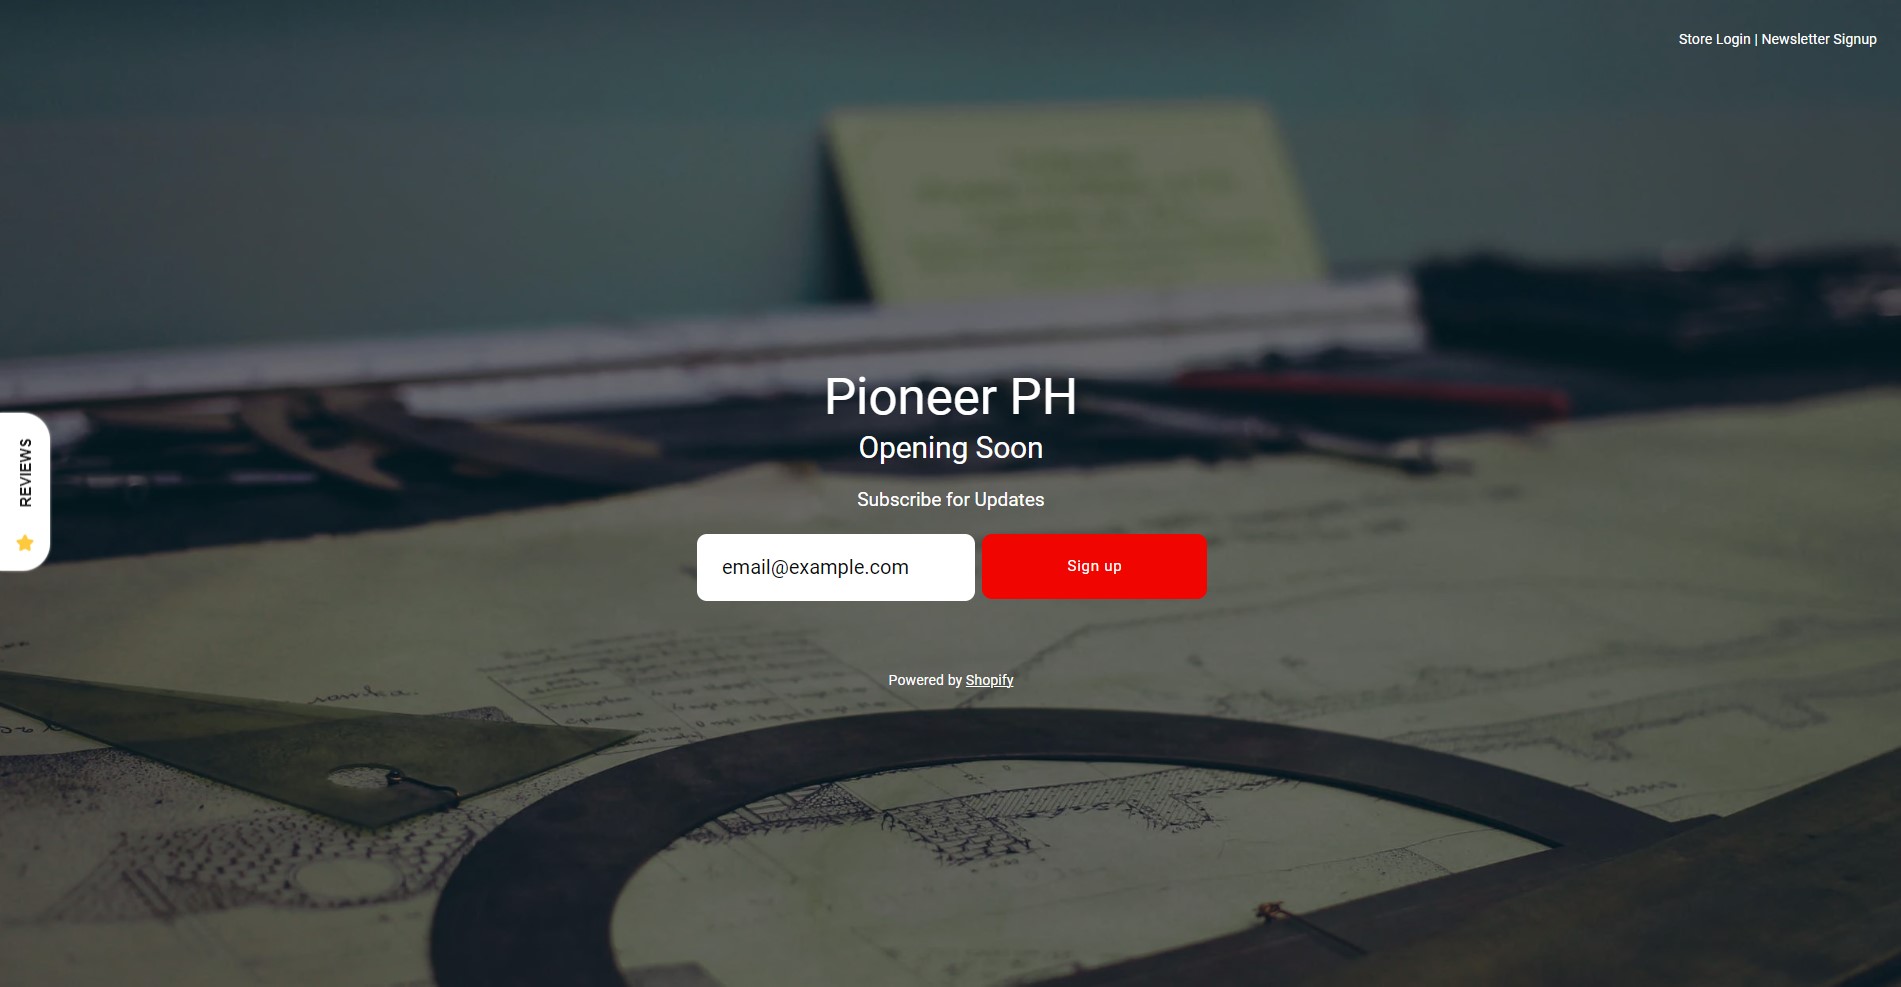 Store Login | Newsletter Signup
Pioneer PH
Opening Soon
REVIEWS
Subscribe for Updates
email@example.com
Sign up
Powered by Shopify